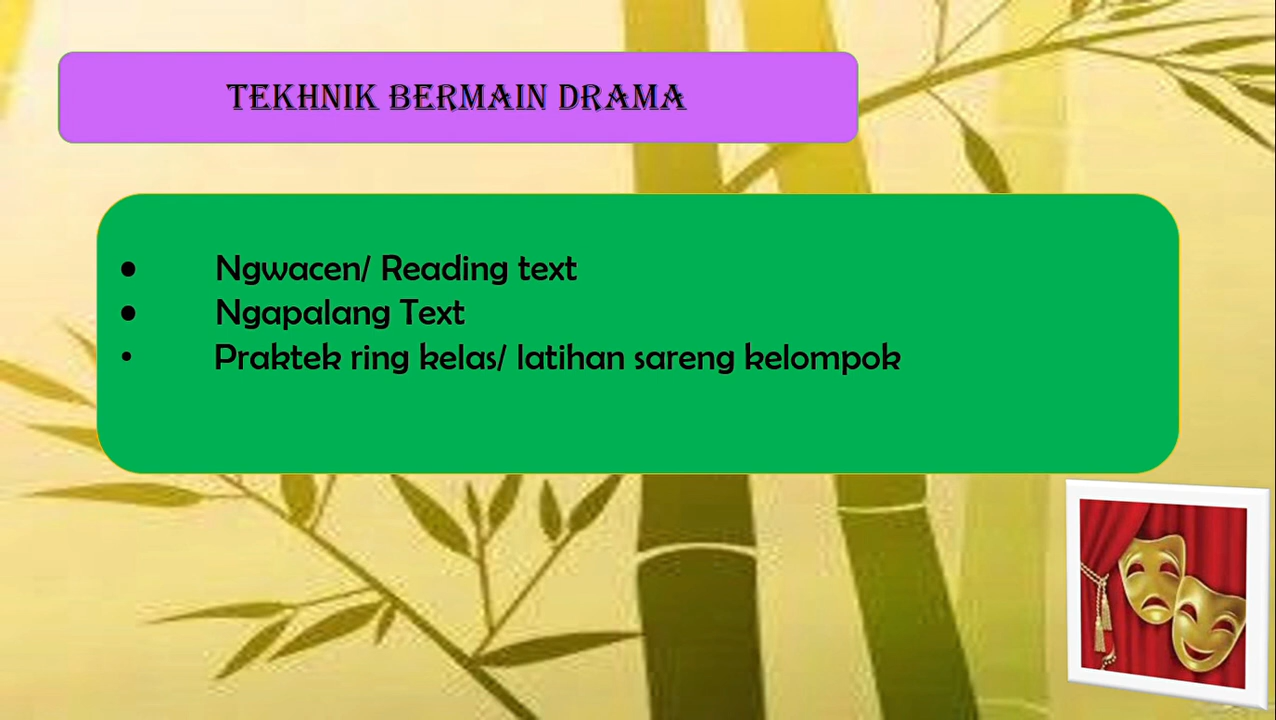 TEKHNIK BERMAIN DRAMA
• Ngwacen/ Reading text
• Ngapalang Text
• Praktek ring kelas/ latihan sareng kelompok